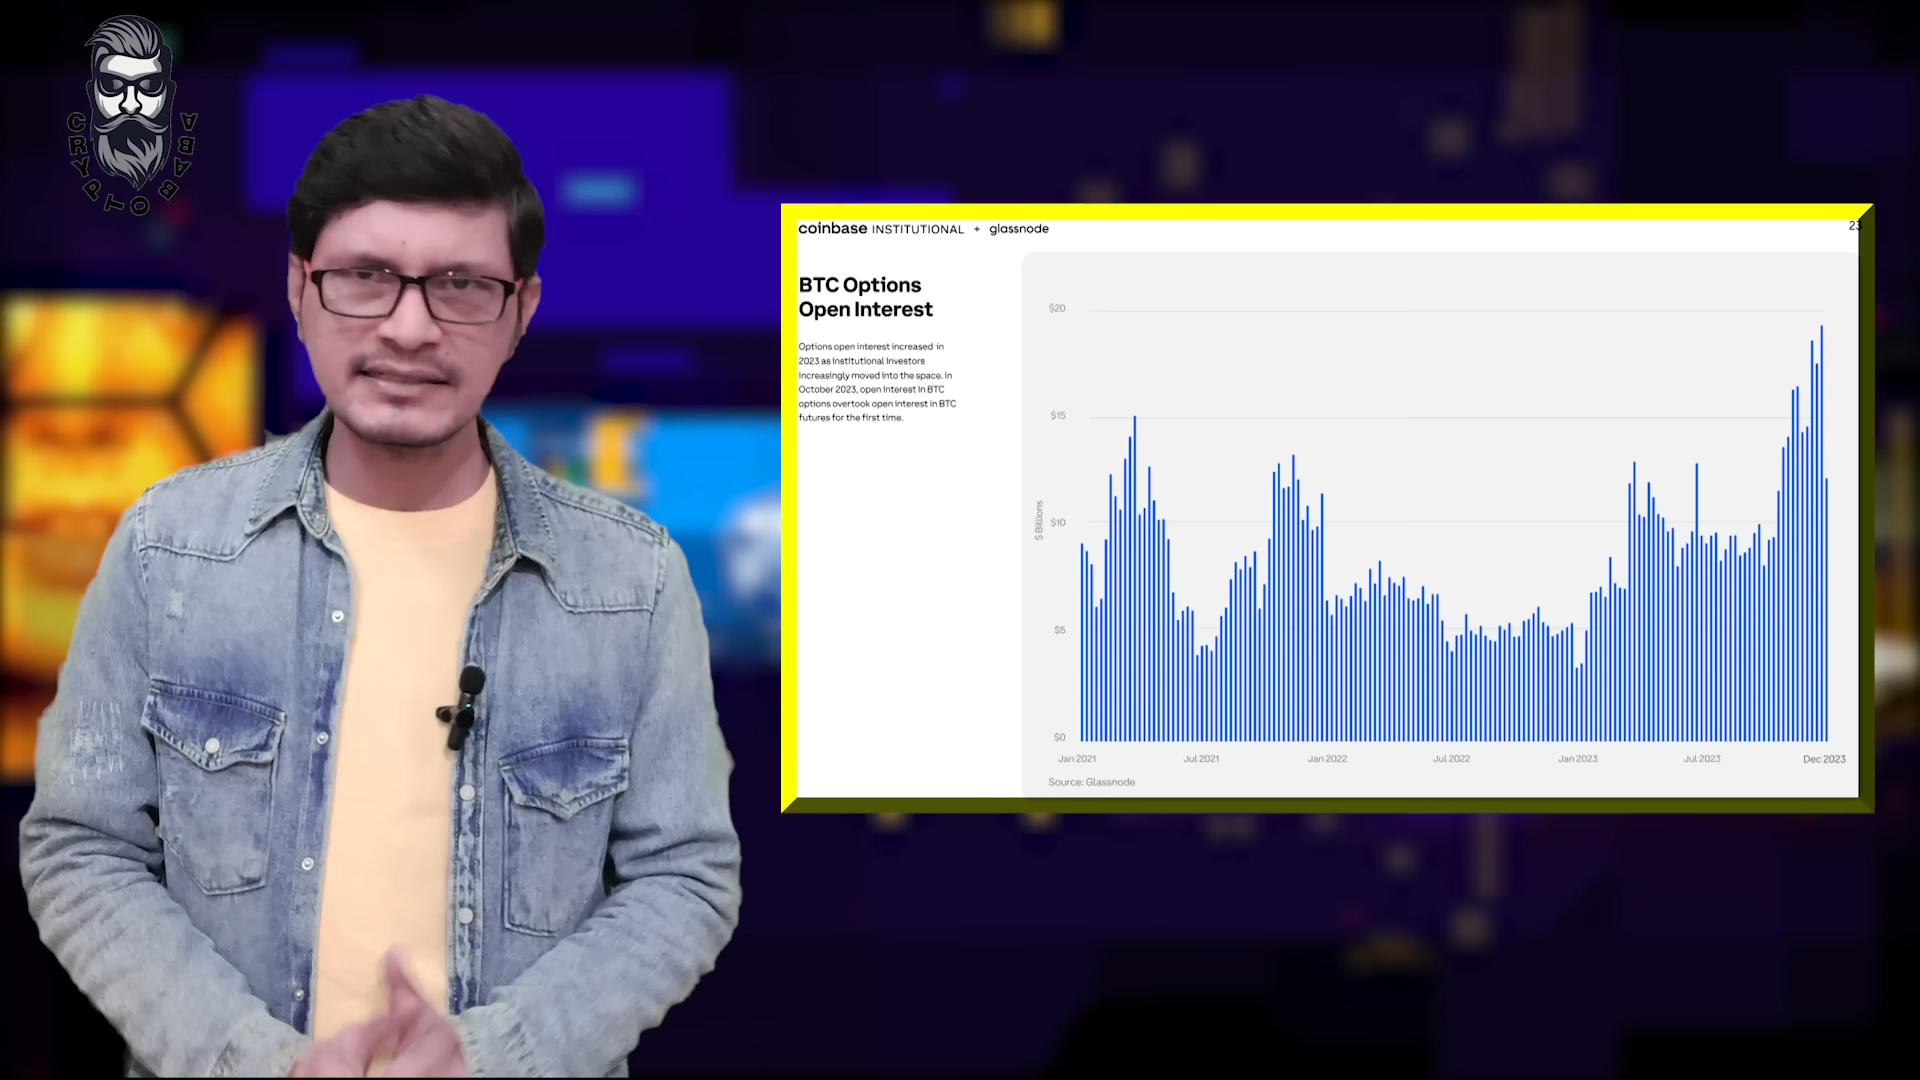 CRYPTO BABA
coinbase INSTITUTIONAL + glassnode
23
BTC Options
Open Interest
Options open interest increased in
2023 as institutional investors
increasingly moved into the space. In
October 2023, open interest in BTC
options overtook open interest in BTC
futures for the first time.
$ Billions
$20
$15
$10
$5
$0
Jan 2021 Jul 2021 Jan 2022 Jul 2022 Jan 2023 Jul 2023 Dec 2023
Source: Glassnode